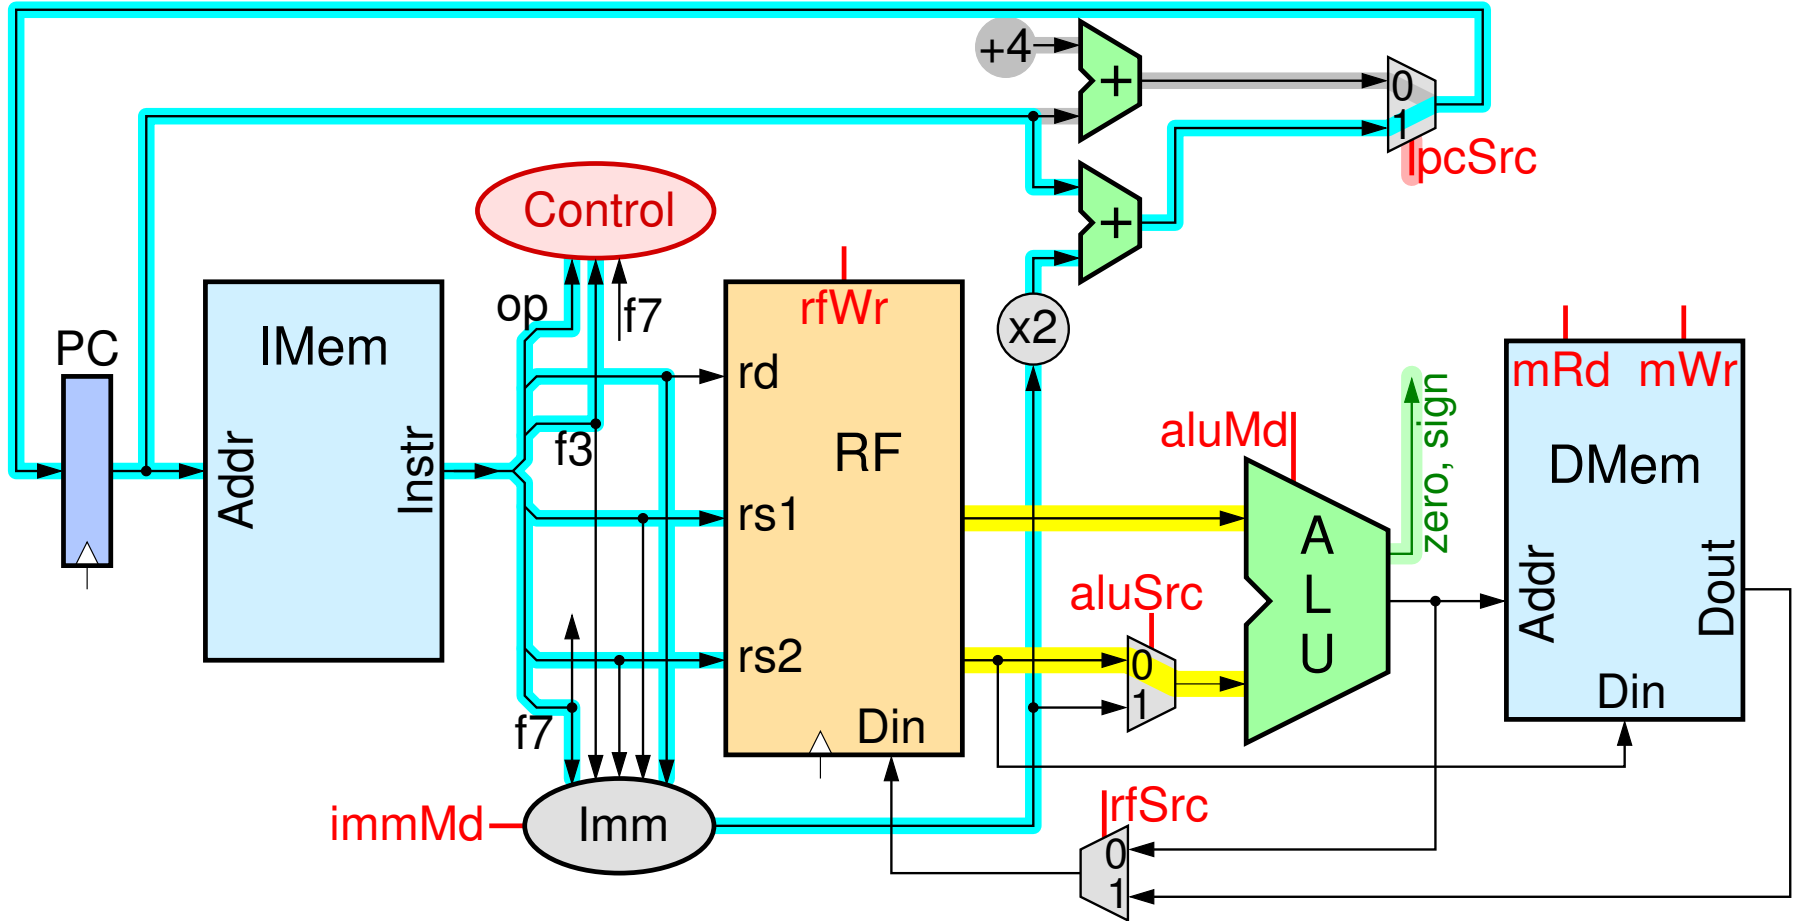 +4
+
0
1
pcSrc
Control
+
op
f7
rfWr
x2
PC
IMem
mRd mWr
rd
zero, sign
aluMd
f3
RF
Addr
Instr
DMem
rs1
A
L
U
aluSrc
Addr
Dout
rs2
0
1
Din
f7
Din
immMd
Imm
rfSrc
0
1